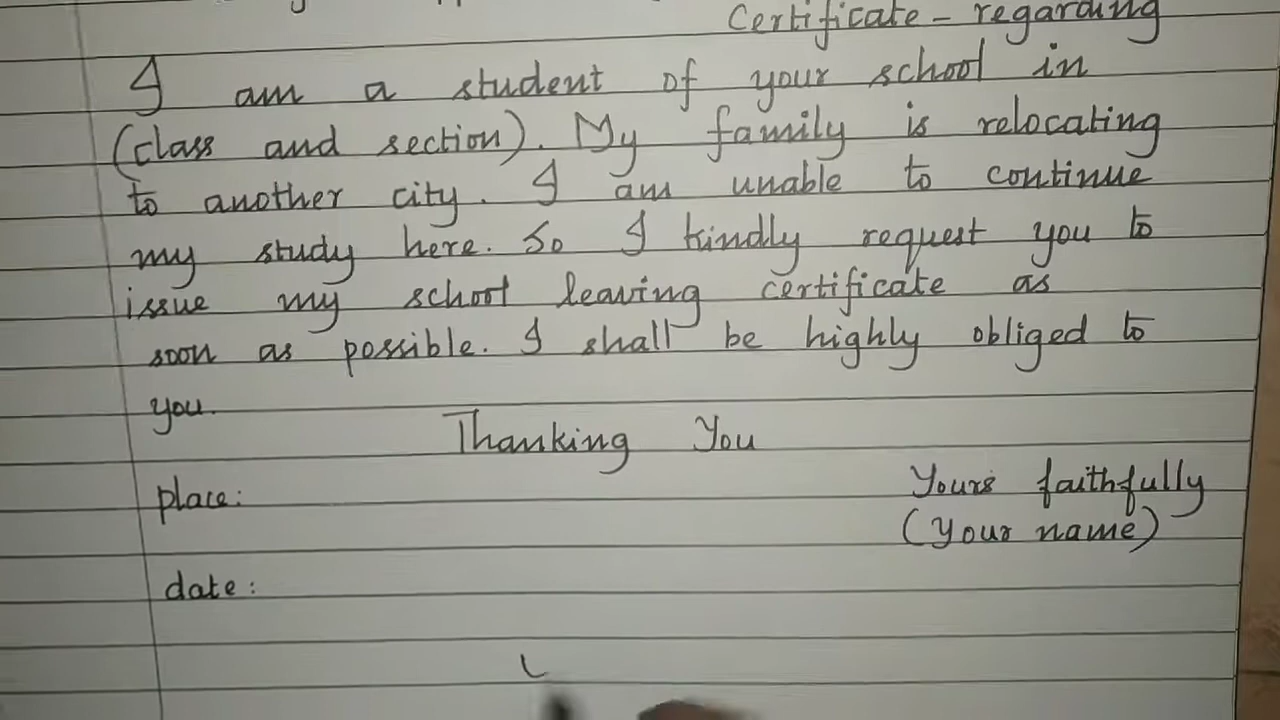 Certificate - regarding
I am a student of your school in
(class and section). My family is relocating
to another city. I am unable to continue
my study here. So I kindly request you to
issue my school leaving certificate as
soon as possible. I shall be highly obliged to
you.
Thanking You
place:
Yours faithfully
(Your name)
date: